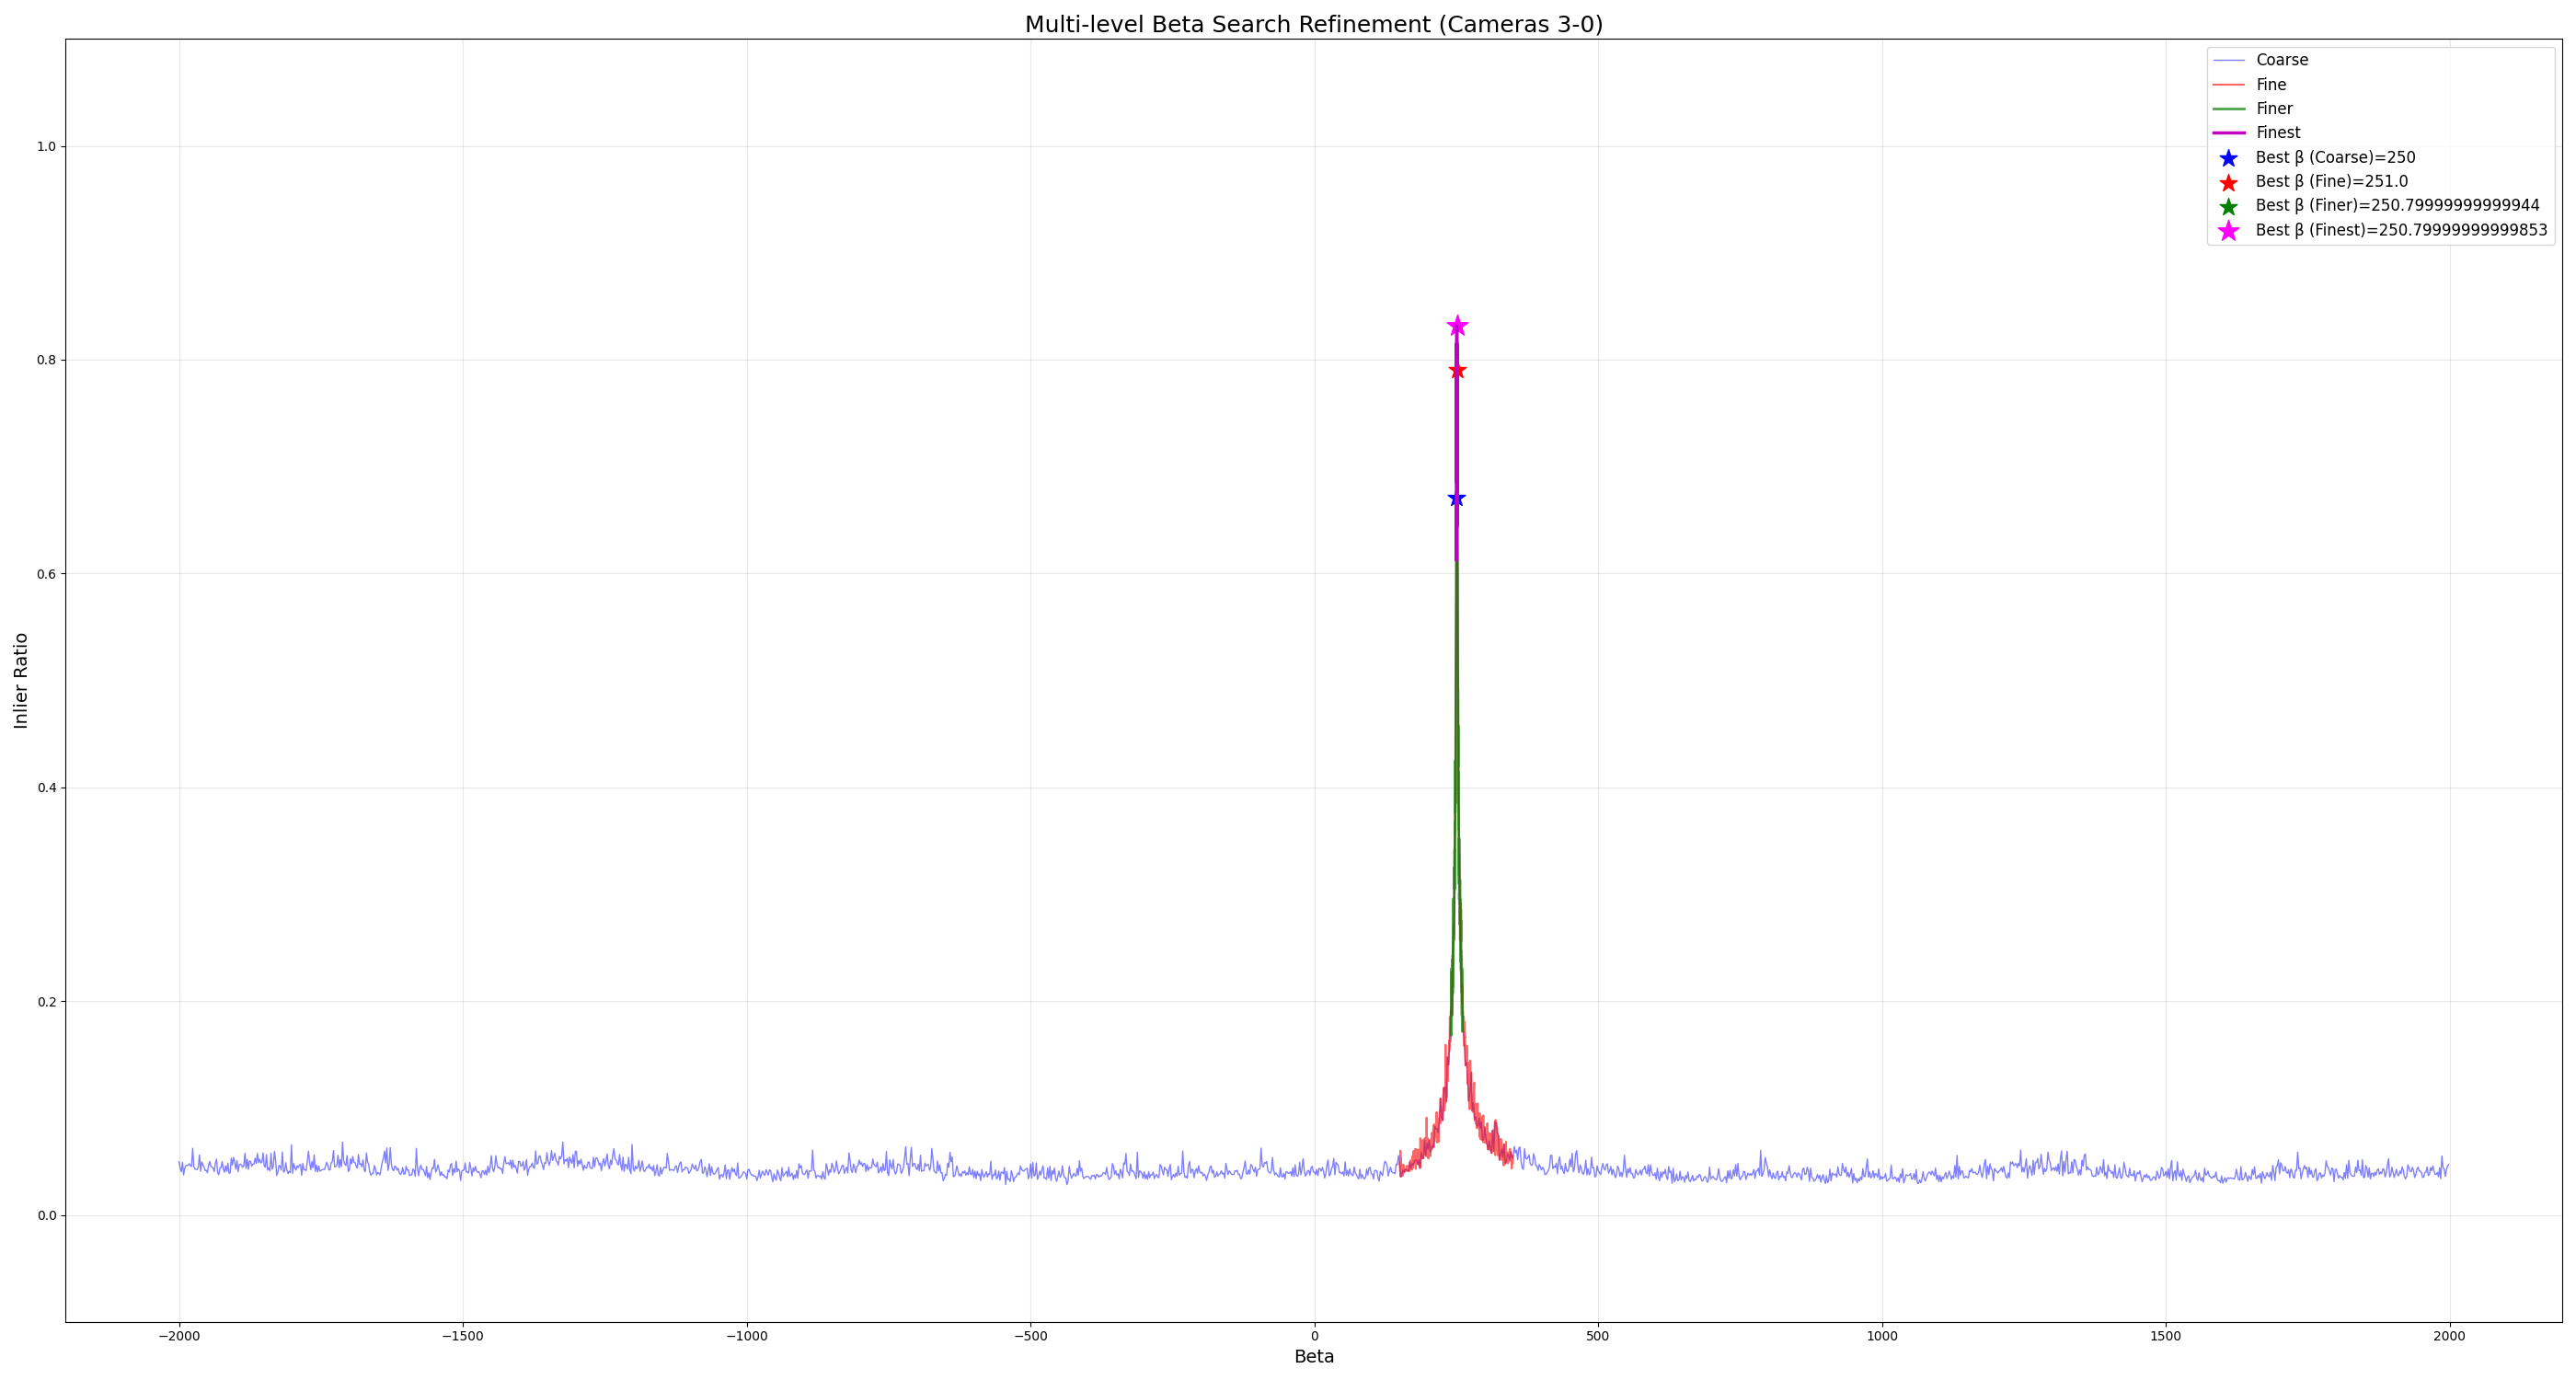 Multi-level Beta Search Refinement (Cameras 3-0)
Coarse
Fine
Finer
Finest
Best β (Coarse)=250
Best β (Fine)=251.0
Best β (Finer)=250.79999999999944
Best β (Finest)=250.79999999999853
Inlier Ratio
1.0
0.8
0.6
0.4
0.2
0.0
−2000 −1500 −1000 −500 0 500 1000 1500 2000
Beta